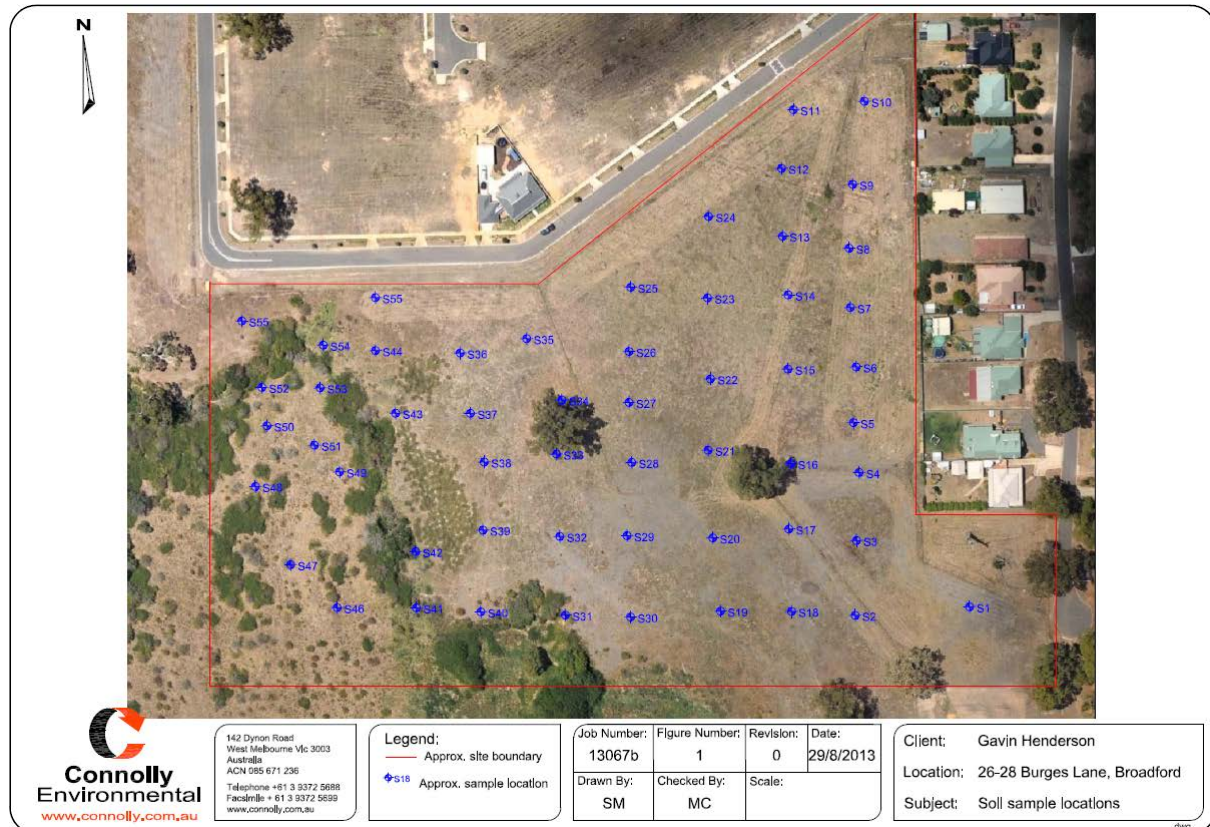 N
S11
S10
S12
S9
S24
S13
S8
S25
S23
S14
S7
S55
S55
S35
S54
S44
S36
S26
S15
S6
S22
S52
S53
S34
S27
S43
S37
S5
S50
S51
S33
S21
S38
S28
S16
S49
S4
S48
S39
S32
S29
S20
S17
S3
S42
S47
S46
S41
S40
S31
S30
S19
S18
S2
S1
Connolly
Environmental
www.connolly.com.au
142 Dynon Road
West Melbourne Vic 3003
Australia
ACN 085 671 236
Telephone +61 3 9372 5688
Facsimile + 61 3 9372 5699
www.connolly.com.au
Legend:
Approx. site boundary
S18 Approx. sample location
Job Number: 13067b
Figure Number: 1
Revision: 0
Date: 29/8/2013
Drawn By: SM
Checked By: MC
Scale:
Client: Gavin Henderson
Location: 26-28 Burges Lane, Broadford
Subject: Soil sample locations
dwg